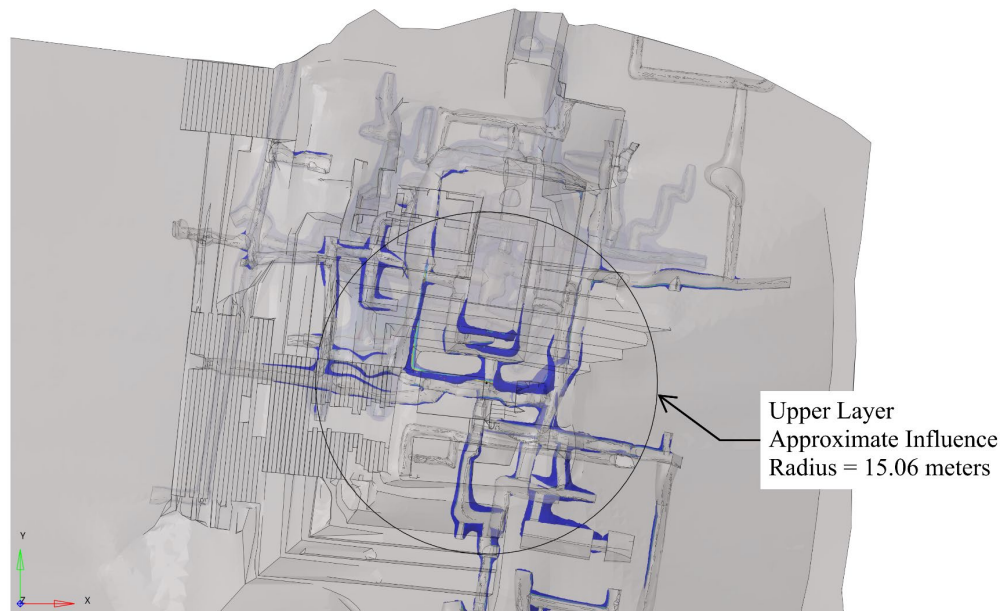 Upper Layer
Approximate Influence
Radius = 15.06 meters
Y
Z
X